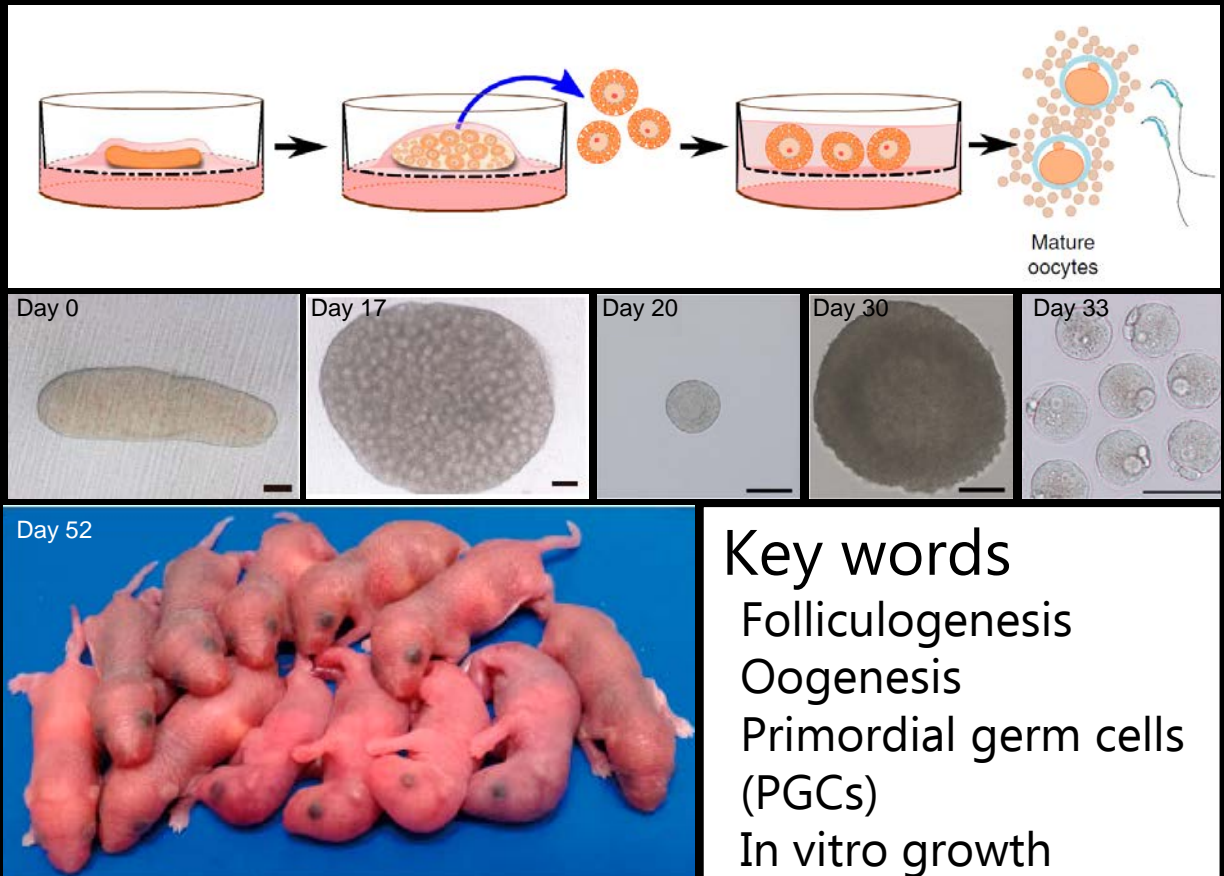 Mature
oocytes
Day 0
Day 17
Day 20
Day 30
Day 33
Day 52
Key words
Folliculogenesis
Oogenesis
Primordial germ cells
(PGCs)
In vitro growth